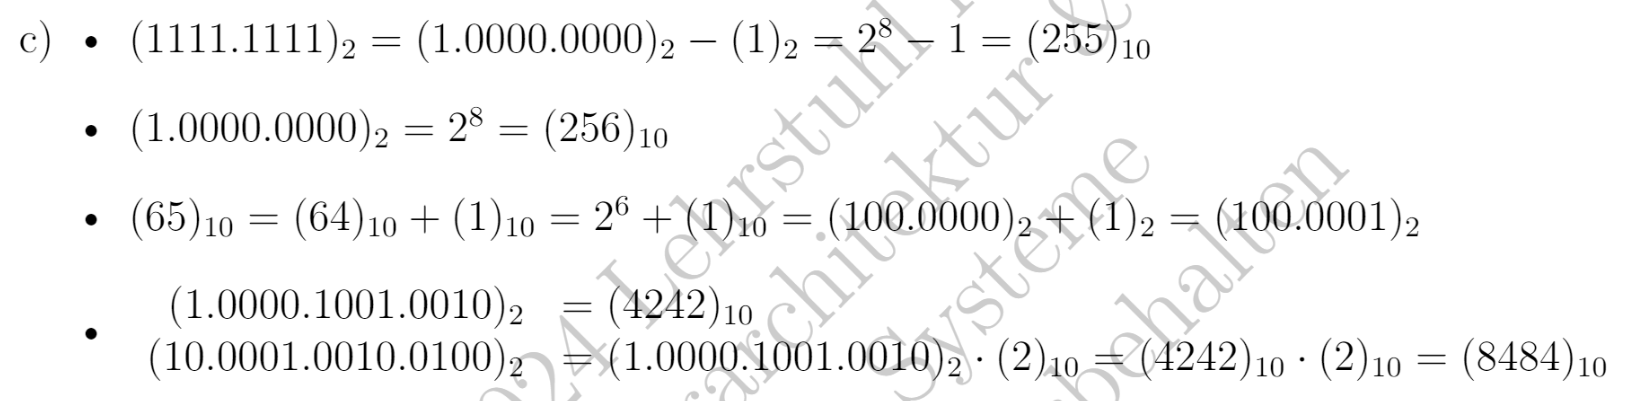 c) • (1111.1111)₂ = (1.0000.0000)₂ − (1)₂ = 2⁸ − 1 = (255)₁₀
• (1.0000.0000)₂ = 2⁸ = (256)₁₀
• (65)₁₀ = (64)₁₀ + (1)₁₀ = 2⁶ + (1)₁₀ = (100.0000)₂ + (1)₂ = (100.0001)₂
• (1.0000.1001.0010)₂ = (4242)₁₀
(10.0001.0010.0100)₂ = (1.0000.1001.0010)₂ · (2)₁₀ = (4242)₁₀ · (2)₁₀ = (8484)₁₀
Lehrstuhl
architektur &
Systeme